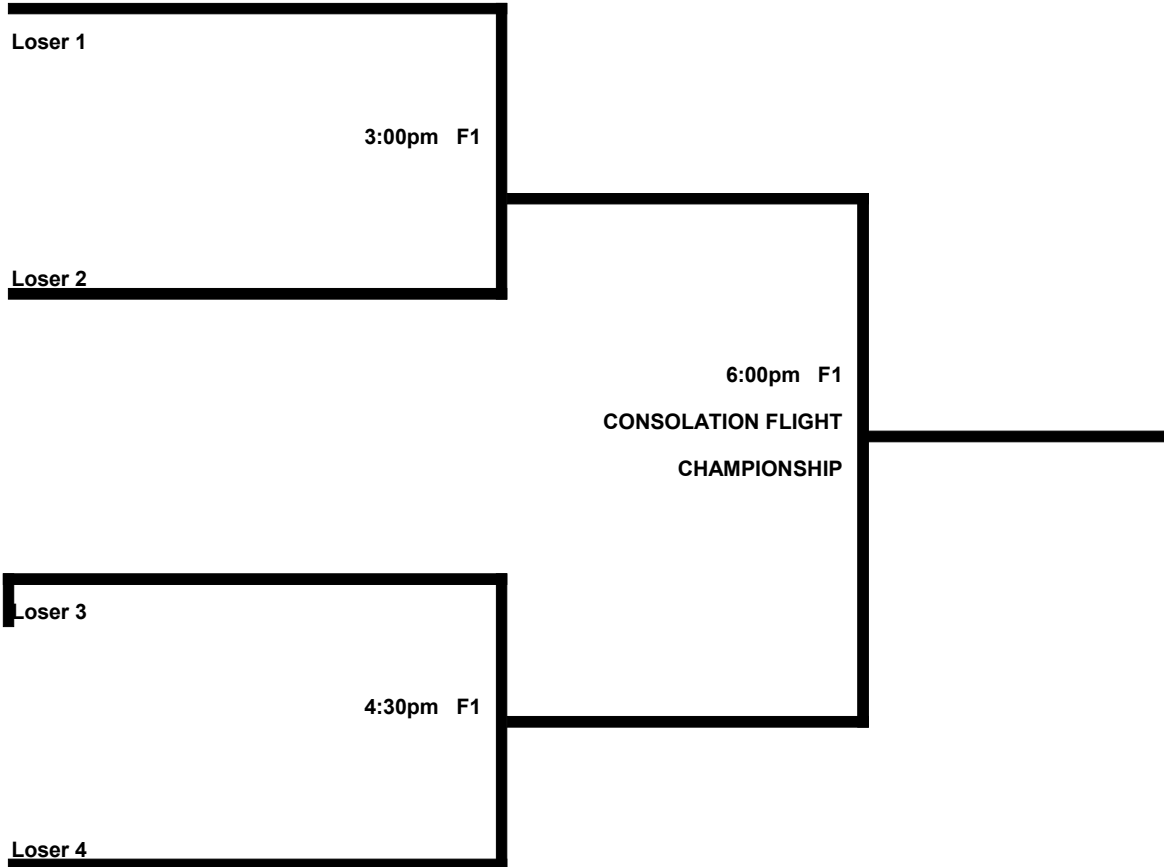 Loser 1
3:00pm F1
Loser 2
6:00pm F1
CONSOLATION FLIGHT
CHAMPIONSHIP
Loser 3
4:30pm F1
Loser 4